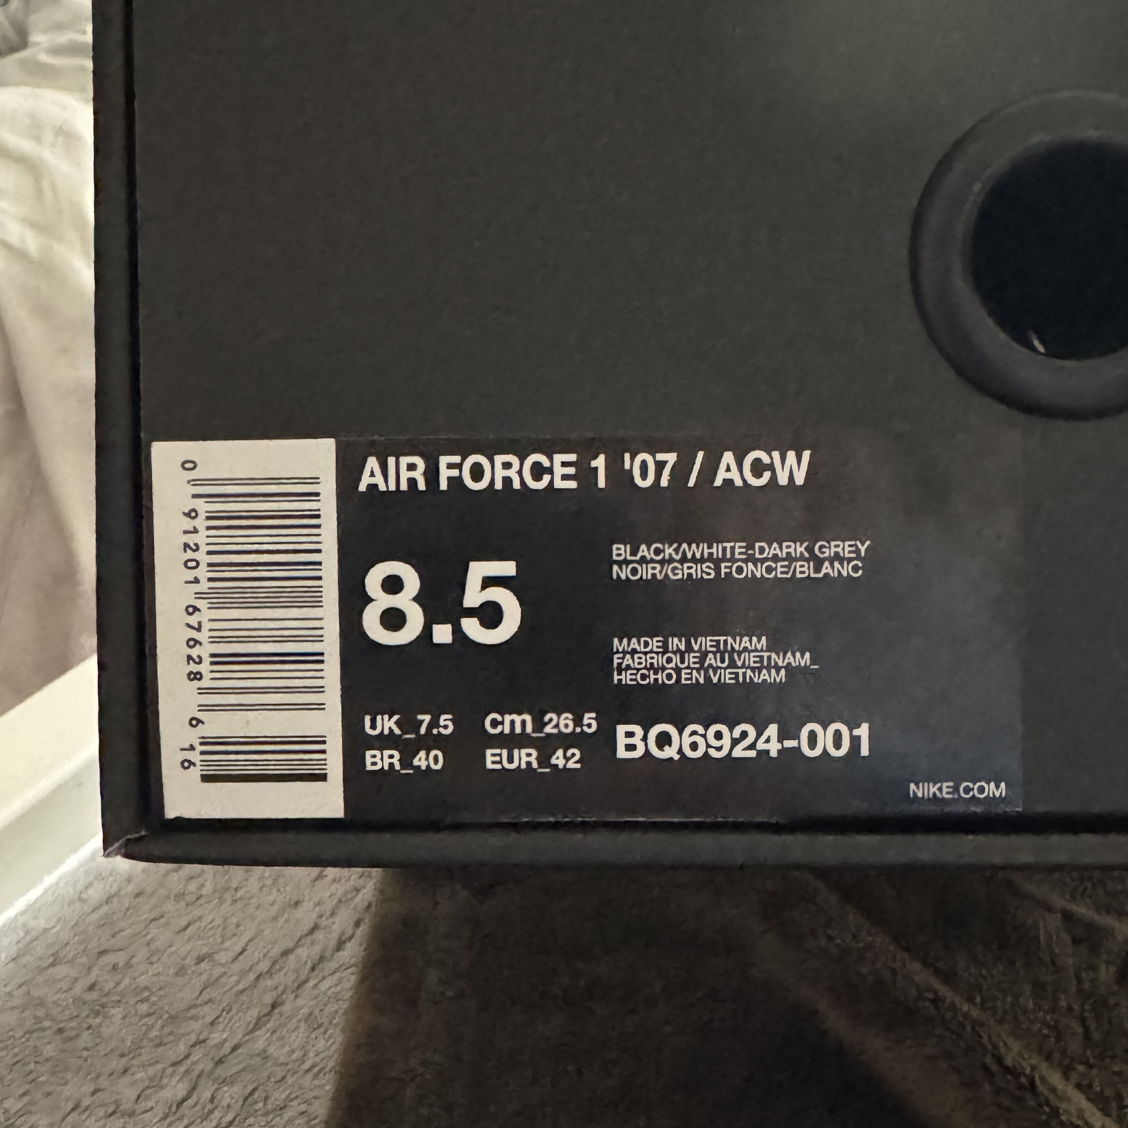 AIR FORCE 1 '07 / ACW
8.5
BLACK/WHITE-DARK GREY
NOIR/GRIS FONCE/BLANC
MADE IN VIETNAM
FABRIQUE AU VIETNAM_
HECHO EN VIETNAM
UK_7.5 cm_26.5
BR_40 EUR_42
BQ6924-001
NIKE.COM
0 91201 67628 6 16